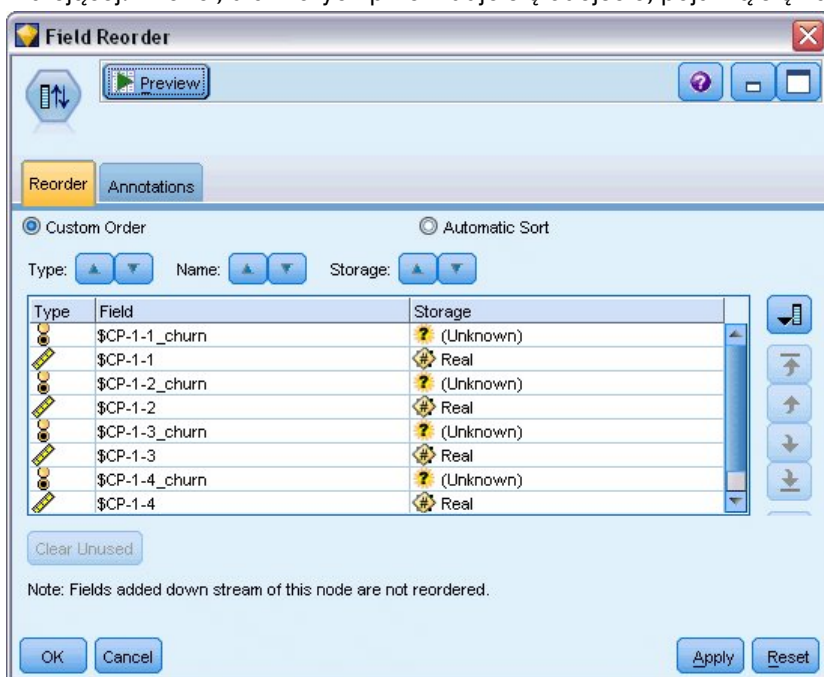 Field Reorder
Preview
Reorder Annotations
Custom Order Automatic Sort
Type: Name: Storage:
Type Field Storage
$CP-1-1_churn ? (Unknown)
$CP-1-1 # Real
$CP-1-2_churn ? (Unknown)
$CP-1-2 # Real
$CP-1-3_churn ? (Unknown)
$CP-1-3 # Real
$CP-1-4_churn ? (Unknown)
$CP-1-4 # Real
Clear Unused
Note: Fields added down stream of this node are not reordered.
OK Cancel Apply Reset